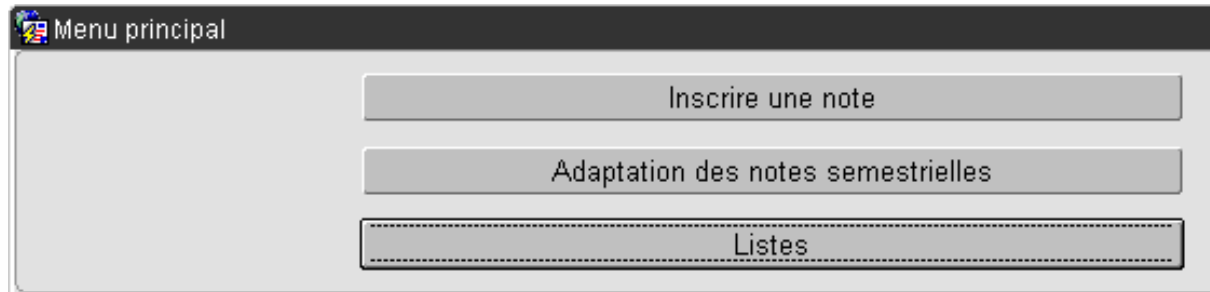 Menu principal
Inscrire une note
Adaptation des notes semestrielles
Listes